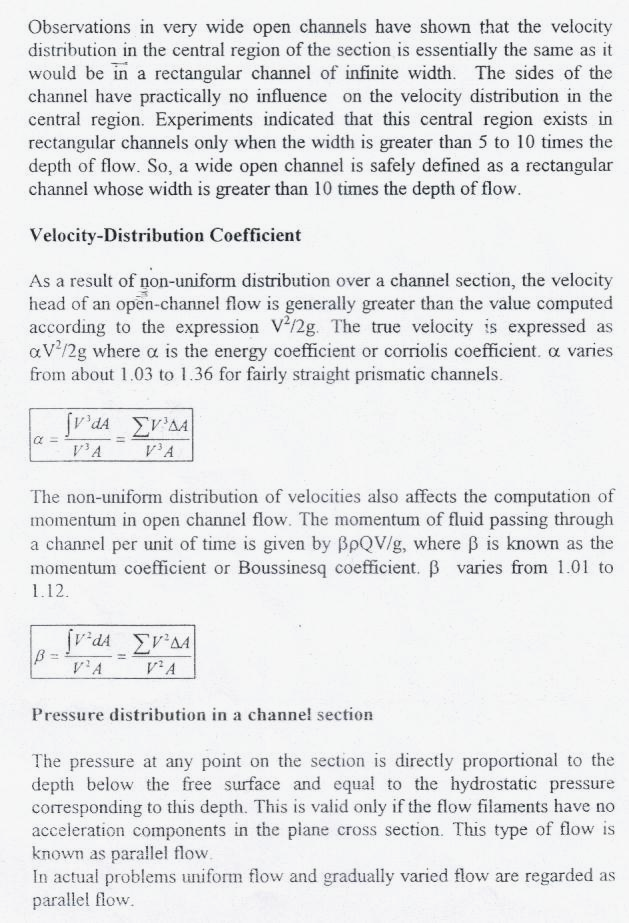 Observations in very wide open channels have shown that the velocity
distribution in the central region of the section is essentially the same as it
would be in a rectangular channel of infinite width. The sides of the
channel have practically no influence on the velocity distribution in the
central region. Experiments indicated that this central region exists in
rectangular channels only when the width is greater than 5 to 10 times the
depth of flow. So, a wide open channel is safely defined as a rectangular
channel whose width is greater than 10 times the depth of flow.
Velocity-Distribution Coefficient
As a result of non-uniform distribution over a channel section, the velocity
head of an open-channel flow is generally greater than the value computed
according to the expression V²/2g. The true velocity is expressed as
αV²/2g where α is the energy coefficient or corriolis coefficient. α varies
from about 1.03 to 1.36 for fairly straight prismatic channels.
α = ∫V³dA / V³A = ∑V³ΔA / V³A
The non-uniform distribution of velocities also affects the computation of
momentum in open channel flow. The momentum of fluid passing through
a channel per unit of time is given by βρQV/g, where β is known as the
momentum coefficient or Boussinesq coefficient. β varies from 1.01 to
1.12.
β = ∫V²dA / V²A = ∑V²ΔA / V²A
Pressure distribution in a channel section
The pressure at any point on the section is directly proportional to the
depth below the free surface and equal to the hydrostatic pressure
corresponding to this depth. This is valid only if the flow filaments have no
acceleration components in the plane cross section. This type of flow is
known as parallel flow.
In actual problems uniform flow and gradually varied flow are regarded as
parallel flow.